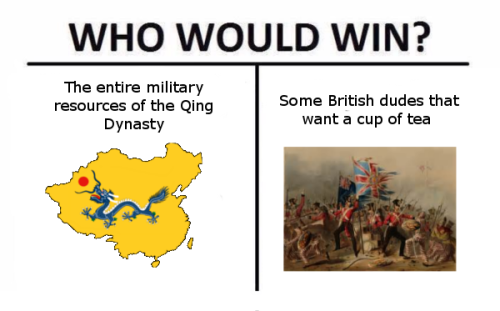 WHO WOULD WIN?
The entire military
resources of the Qing
Dynasty
Some British dudes that
want a cup of tea